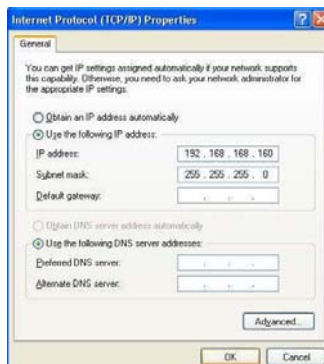 Internet Protocol (TCP/IP) Properties
General
You can get IP settings assigned automatically if your network supports
this capability. Otherwise, you need to ask your network administrator for
the appropriate IP settings.
Obtain an IP address automatically
Use the following IP address:
IP address: 192 . 168 . 168 . 160
Subnet mask: 255 . 255 . 255 . 0
Default gateway: . . .
Obtain DNS server address automatically
Use the following DNS server addresses:
Preferred DNS server: . . .
Alternate DNS server: . . .
Advanced...
OK Cancel